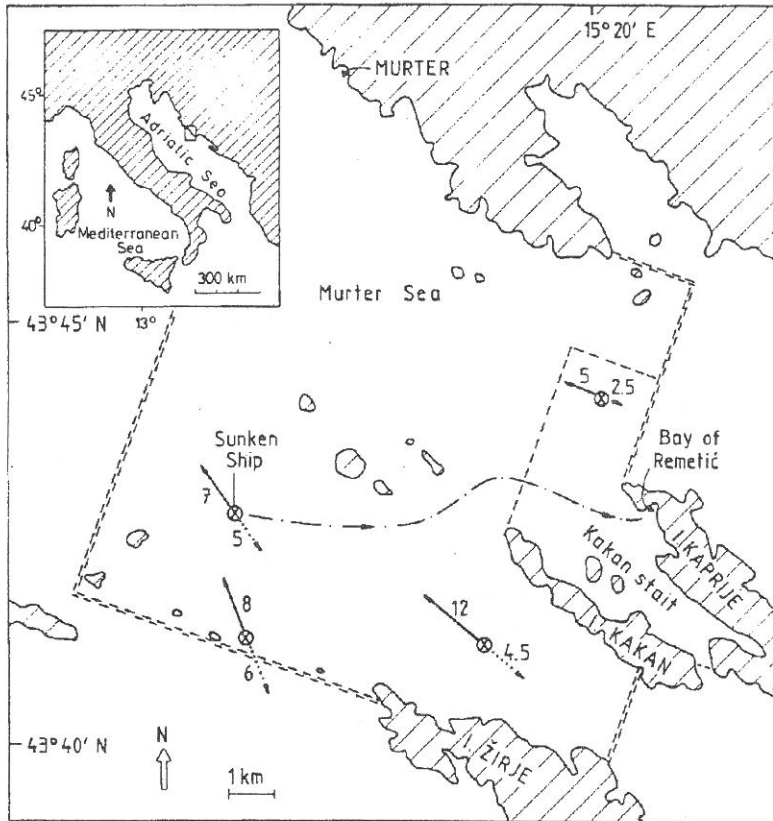 15°20' E
MURTER
45°
Adriatic Sea
40°
N
Mediterranean
Sea
300 km
13°
Murter Sea
43°45' N
5
2.5
Sunken
Ship
Bay of
Remetić
7
5
Kakan stait
I. KAPRIJE
8
12
I. KAKAN
4.5
6
N
43°40' N
I. ŽIRJE
1 km